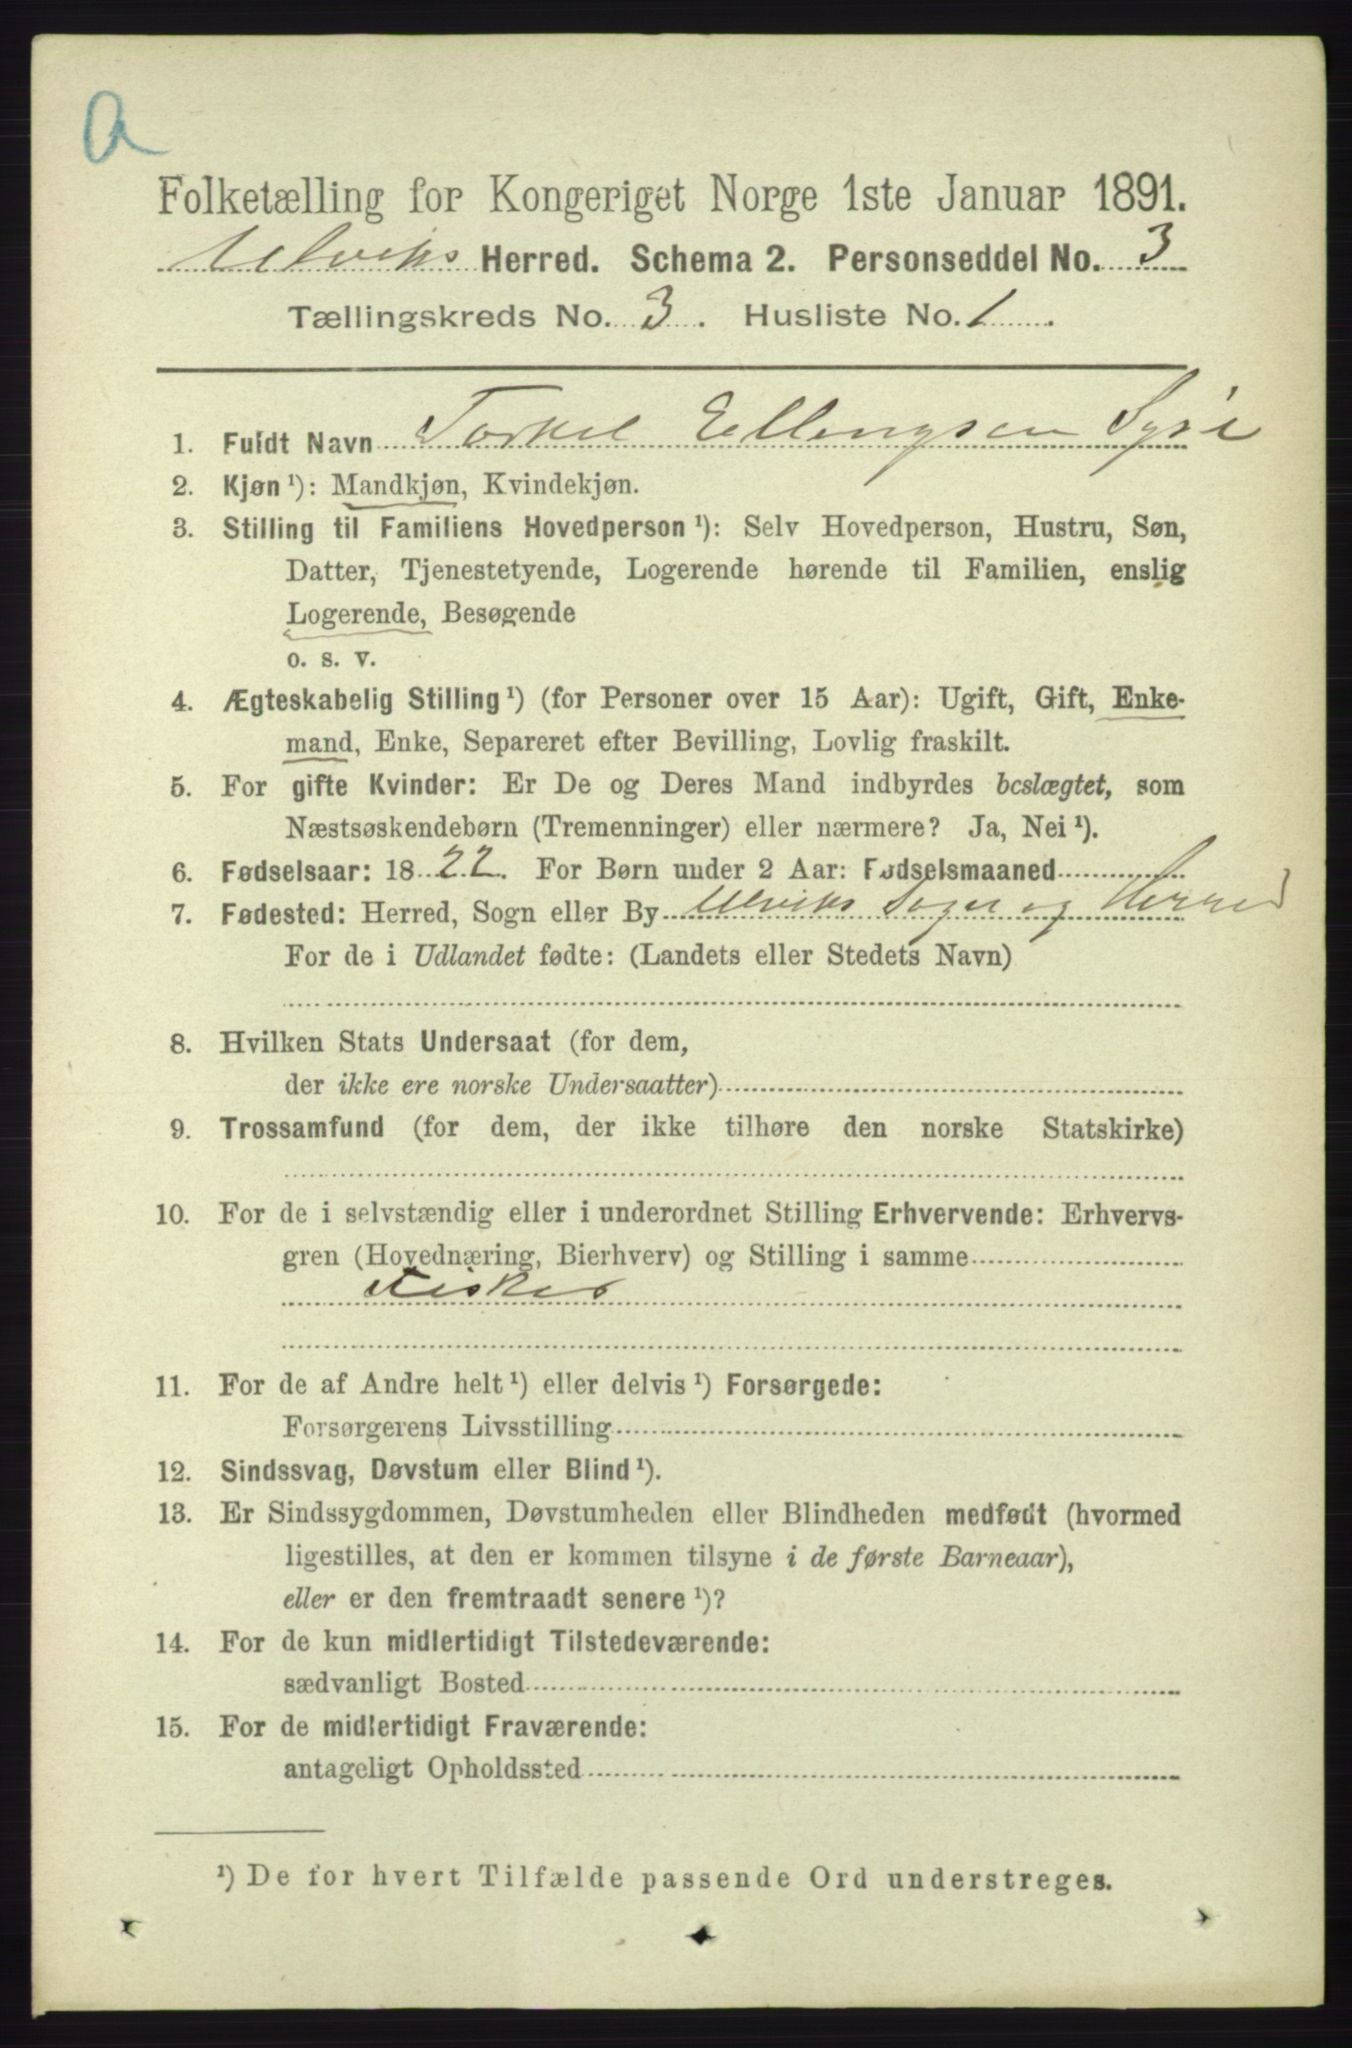 a
Folketælling for Kongeriget Norge 1ste Januar 1891.
Ulviks Herred. Schema 2. Personseddel No. 3
Tællingskreds No. 3. Husliste No. 1.
1. Fuldt Navn Torkel Ellingsen Syse
2. Kjøn ¹): Mandkjøn, Kvindekjøn.
3. Stilling til Familiens Hovedperson ¹): Selv Hovedperson, Hustru, Søn,
Datter, Tjenestetyende, Logerende hørende til Familien, enslig
Logerende, Besøgende
o. s. v.
4. Ægteskabelig Stilling ¹) (for Personer over 15 Aar): Ugift, Gift, Enke-
mand, Enke, Separeret efter Bevilling, Lovlig fraskilt.
5. For gifte Kvinder: Er De og Deres Mand indbyrdes beslægtet, som
Næstsøskendebørn (Tremenninger) eller nærmere? Ja, Nei ¹).
6. Fødselsaar: 1822. For Børn under 2 Aar: Fødselsmaaned
7. Fødested: Herred, Sogn eller By Ulviks Sogn og Herred
For de i Udlandet fødte: (Landets eller Stedets Navn)
8. Hvilken Stats Undersaat (for dem,
der ikke ere norske Undersaatter)
9. Trossamfund (for dem, der ikke tilhøre den norske Statskirke)
10. For de i selvstændig eller i underordnet Stilling Erhvervende: Erhvervs-
gren (Hovednæring, Bierhverv) og Stilling i samme
Fisker
11. For de af Andre helt ¹) eller delvis ¹) Forsørgede:
Forsørgerens Livsstilling
12. Sindssvag, Døvstum eller Blind ¹).
13. Er Sindssygdommen, Døvstumheden eller Blindheden medfødt (hvormed
ligestilles, at den er kommen tilsyne i de første Barneaar),
eller er den fremtraadt senere ¹)?
14. For de kun midlertidigt Tilstedeværende:
sædvanligt Bosted
15. For de midlertidigt Fraværende:
antageligt Opholdssted
¹) De for hvert Tilfælde passende Ord understreges.